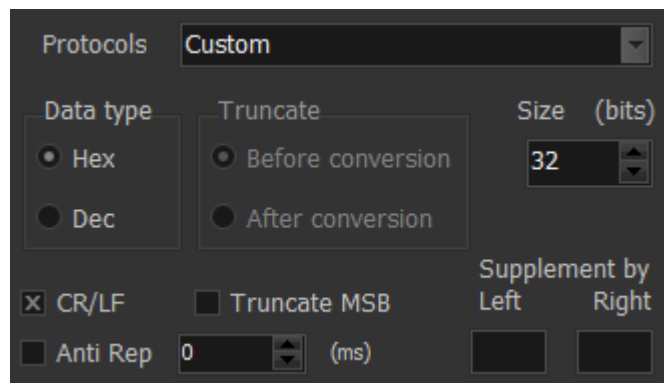 Protocols Custom
Data type Truncate Size (bits)
Hex Before conversion 32
Dec After conversion
Supplement by
CR/LF Truncate MSB Left Right
Anti Rep 0 (ms)